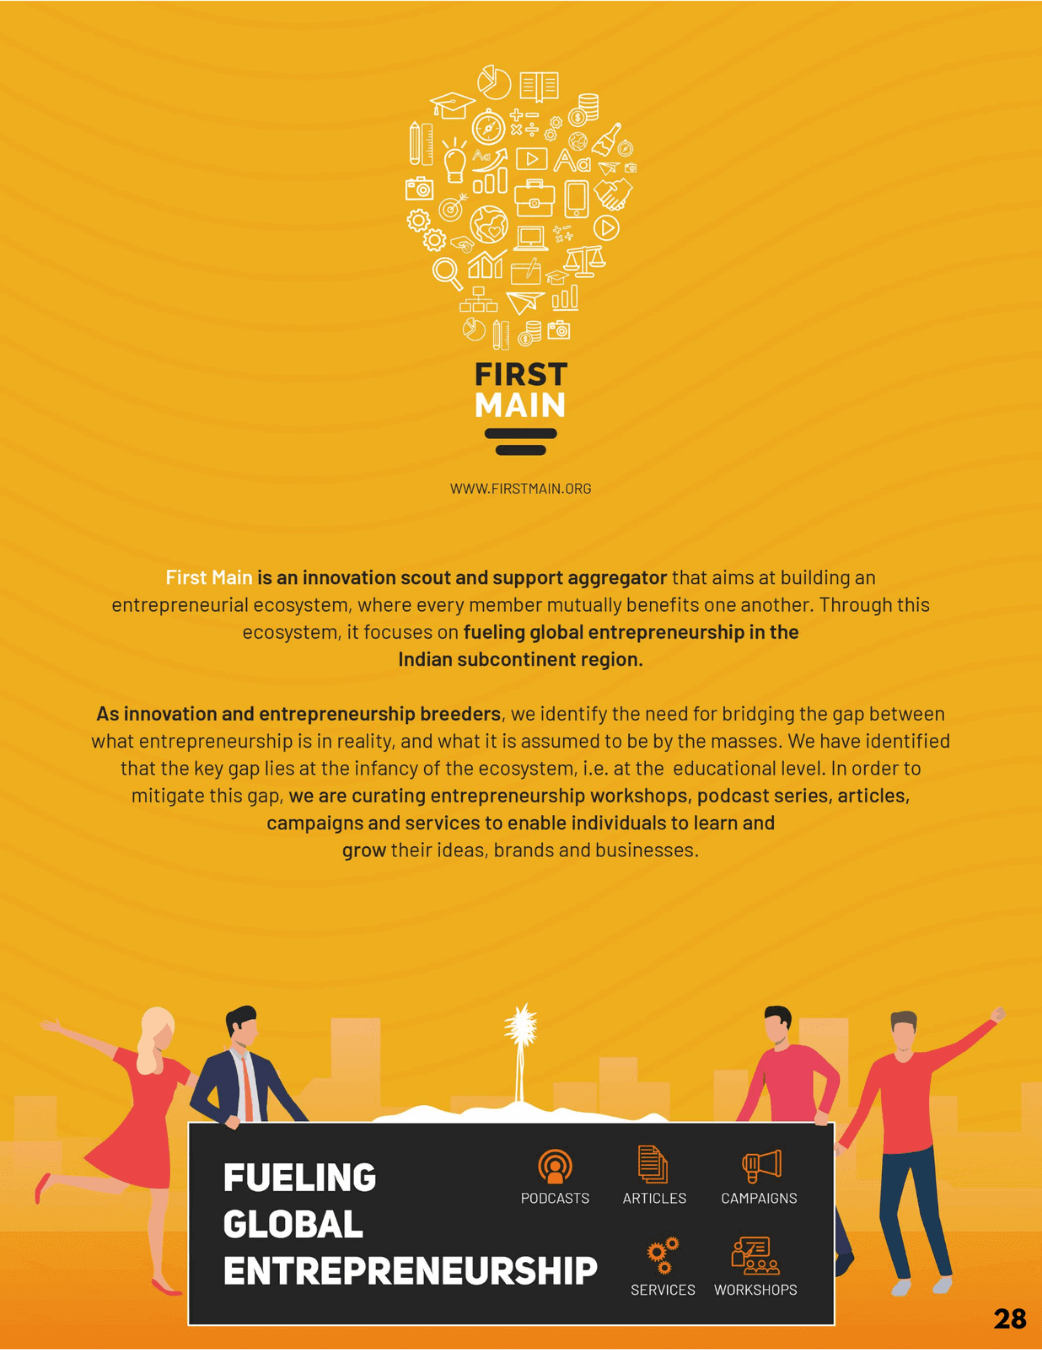 Aa
Aa
FIRST
MAIN
WWW.FIRSTMAIN.ORG
First Main is an innovation scout and support aggregator that aims at building an
entrepreneurial ecosystem, where every member mutually benefits one another. Through this
ecosystem, it focuses on fueling global entrepreneurship in the
Indian subcontinent region.
As innovation and entrepreneurship breeders, we identify the need for bridging the gap between
what entrepreneurship is in reality, and what it is assumed to be by the masses. We have identified
that the key gap lies at the infancy of the ecosystem, i.e. at the educational level. In order to
mitigate this gap, we are curating entrepreneurship workshops, podcast series, articles,
campaigns and services to enable individuals to learn and
grow their ideas, brands and businesses.
FUELING
GLOBAL
ENTREPRENEURSHIP
PODCASTS ARTICLES CAMPAIGNS
SERVICES WORKSHOPS
28